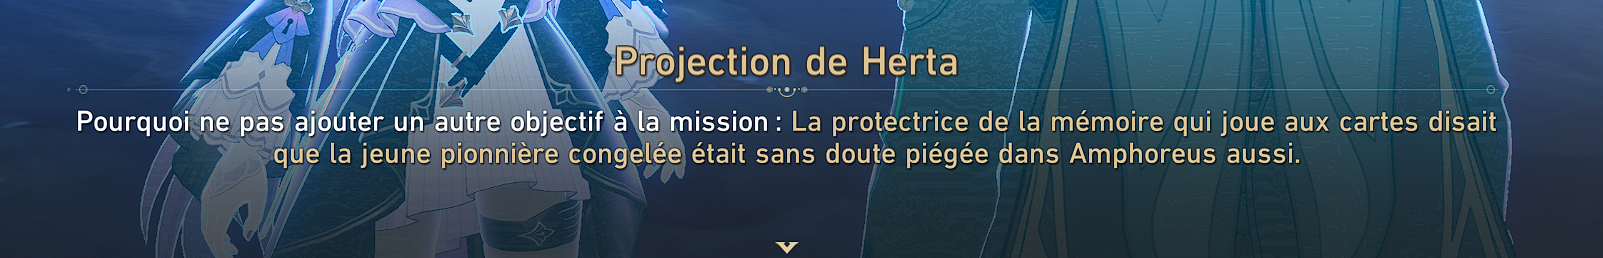 Projection de Herta
Pourquoi ne pas ajouter un autre objectif à la mission : La protectrice de la mémoire qui joue aux cartes disait
que la jeune pionnière congelée était sans doute piégée dans Amphoreus aussi.